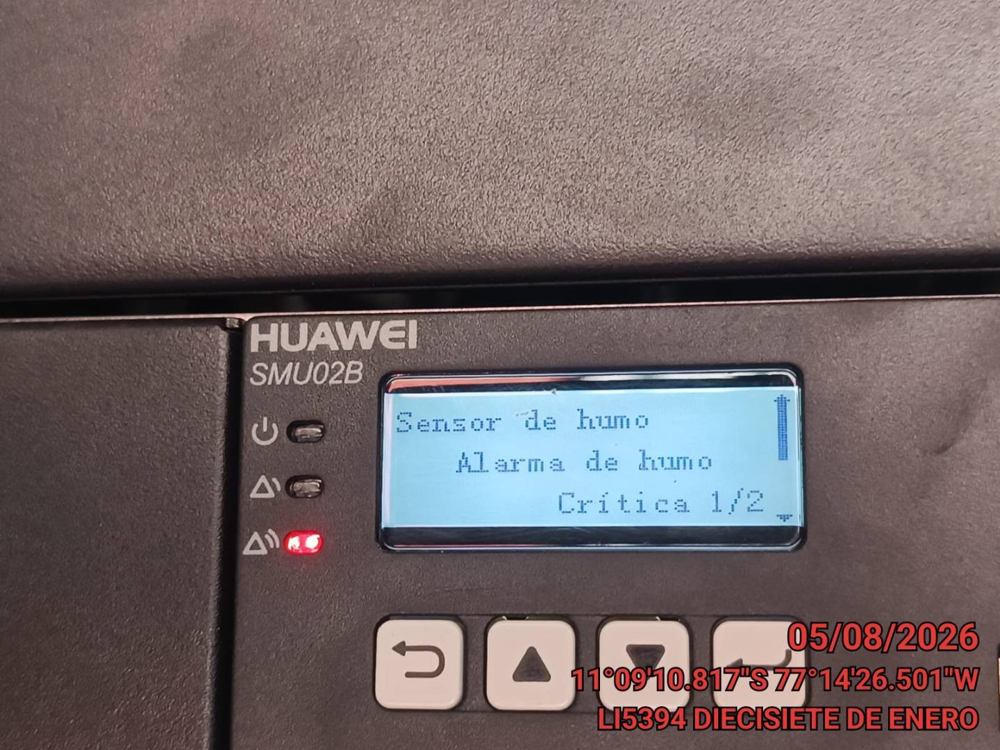 HUAWEI
SMU02B
Sensor de humo
Alarma de humo
Crítica 1/2
05/08/2026
11°09'10.817"S 77°14'26.501"W
LI5394 DIECISIETE DE ENERO